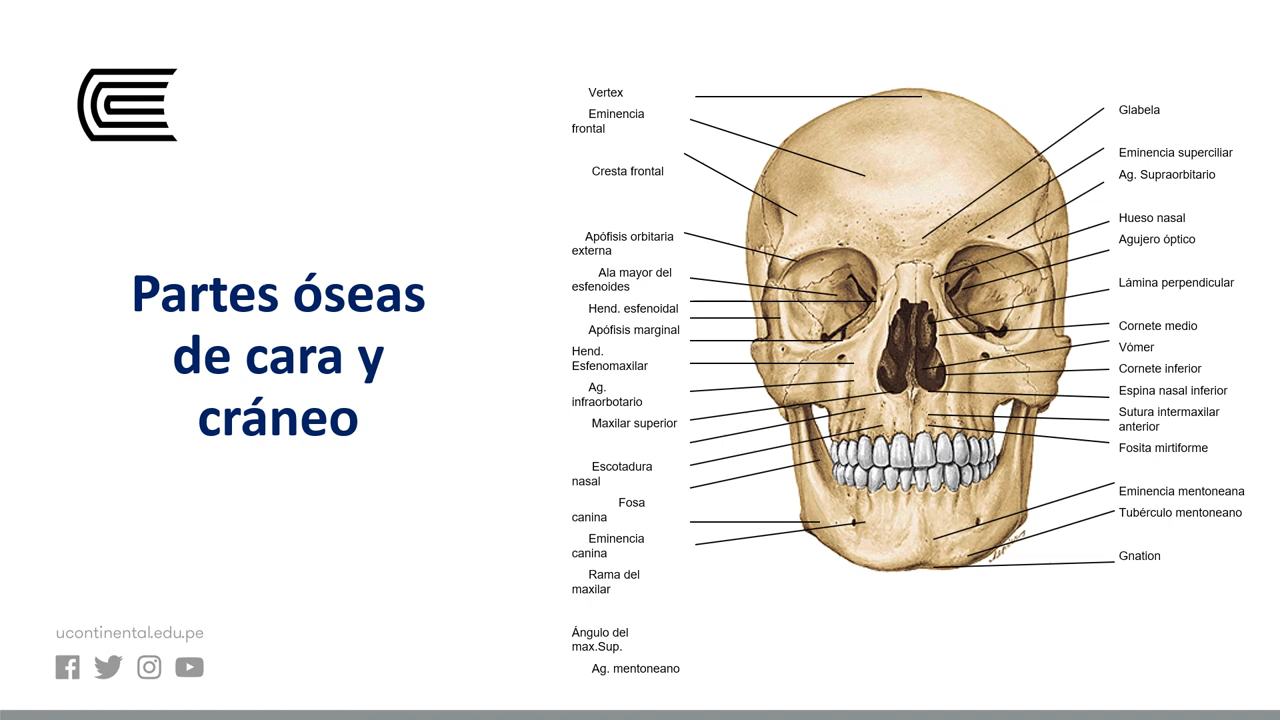 Partes óseas
de cara y
cráneo
ucontinental.edu.pe
Vertex
Eminencia
frontal
Cresta frontal
Apófisis orbitaria
externa
Ala mayor del
esfenoides
Hend. esfenoidal
Apófisis marginal
Hend.
Esfenomaxilar
Ag.
infraorbotario
Maxilar superior
Escotadura
nasal
Fosa
canina
Eminencia
canina
Rama del
maxilar
Ángulo del
max.Sup.
Ag. mentoneano
Glabela
Eminencia superciliar
Ag. Supraorbitario
Hueso nasal
Agujero óptico
Lámina perpendicular
Cornete medio
Vómer
Cornete inferior
Espina nasal inferior
Sutura intermaxilar
anterior
Fosita mirtiforme
Eminencia mentoneana
Tubérculo mentoneano
Gnation